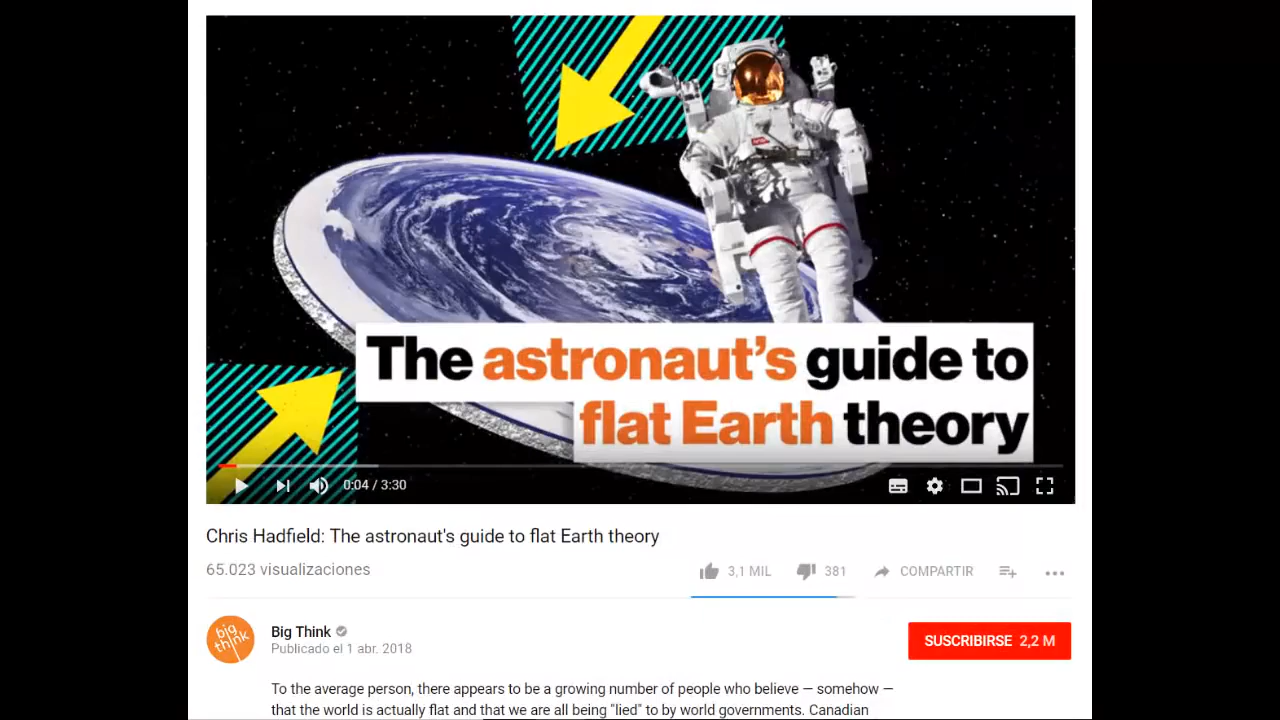 The astronaut's guide to
flat Earth theory
0:04 / 3:30
Chris Hadfield: The astronaut's guide to flat Earth theory
65.023 visualizaciones
3,1 MIL
381
COMPARTIR
big think
Big Think
Publicado el 1 abr. 2018
SUSCRIBIRSE 2,2 M
To the average person, there appears to be a growing number of people who believe — somehow —
that the world is actually flat and that we are all being "lied" to by world governments. Canadian